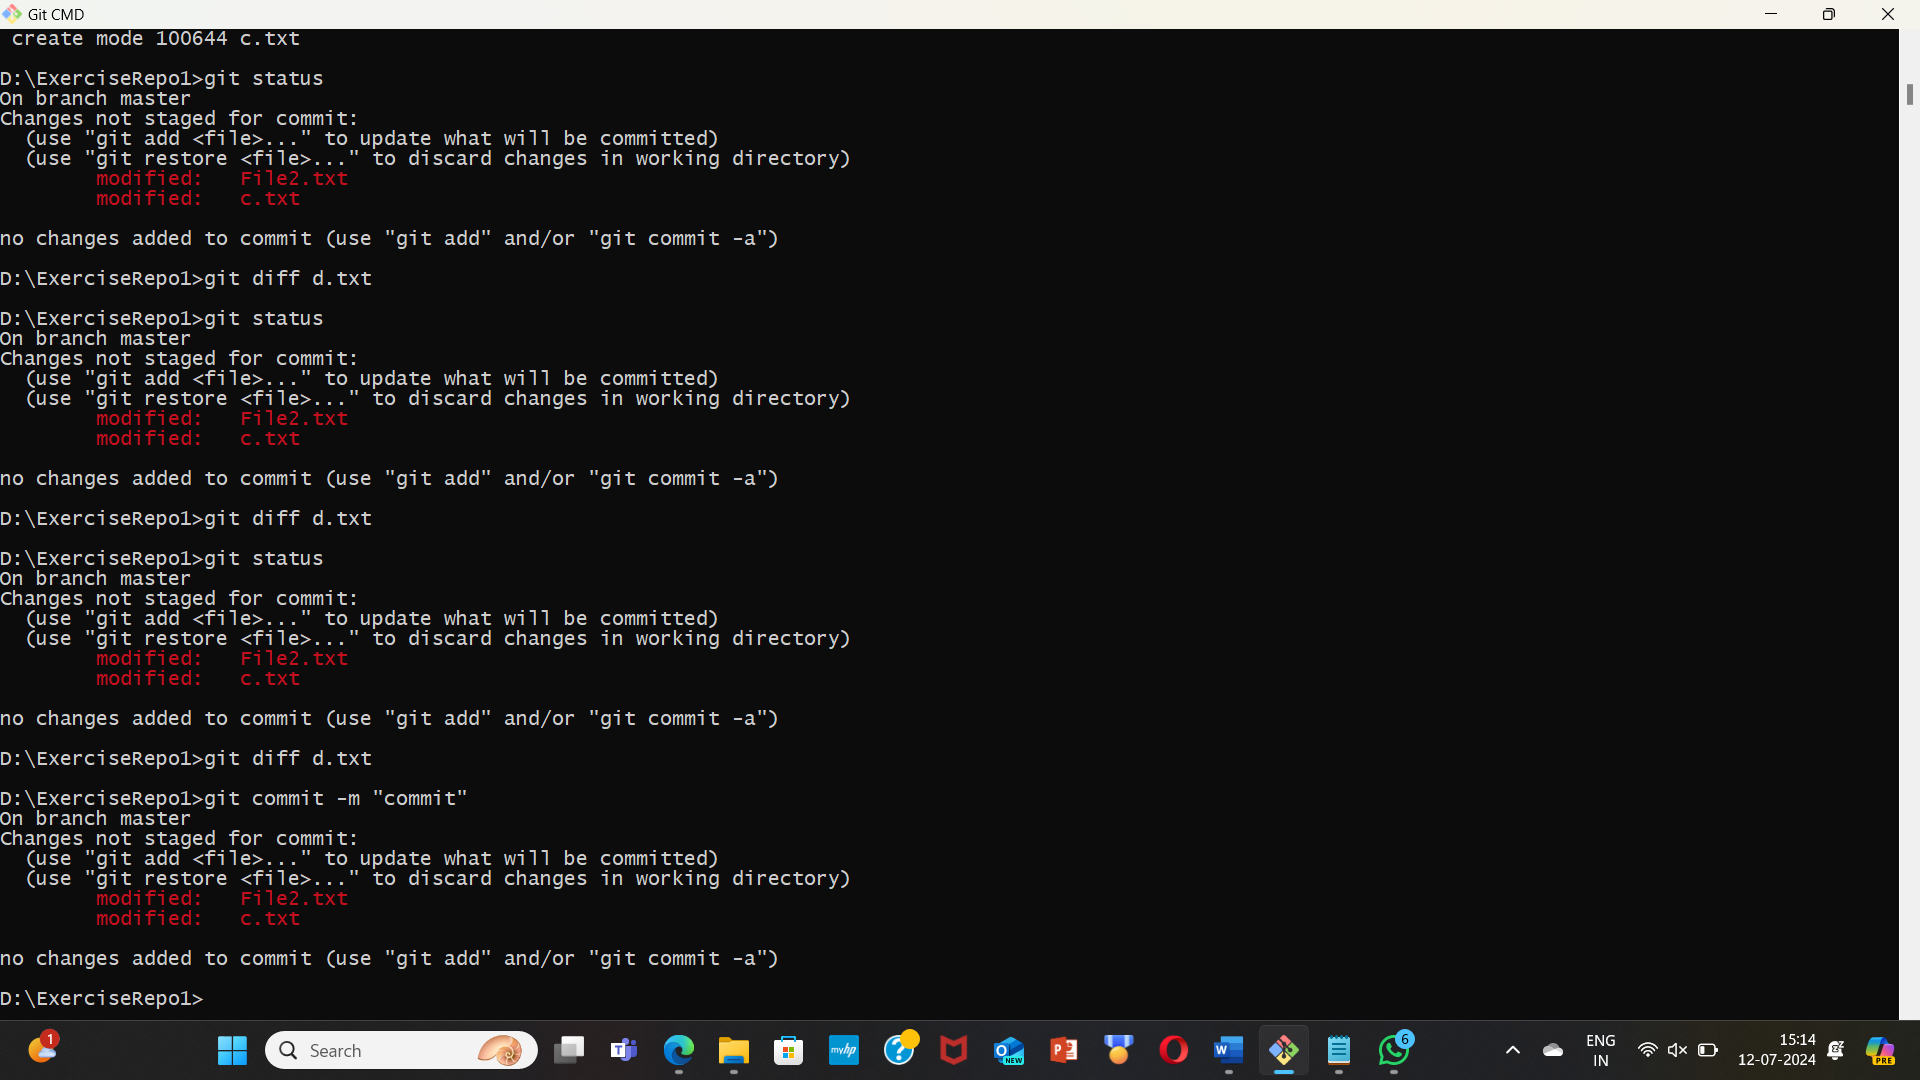 Git CMD
create mode 100644 c.txt
D:\ExerciseRepo1>git status
On branch master
Changes not staged for commit:
(use "git add <file>..." to update what will be committed)
(use "git restore <file>..." to discard changes in working directory)
modified: File2.txt
modified: c.txt
no changes added to commit (use "git add" and/or "git commit -a")
D:\ExerciseRepo1>git diff d.txt
D:\ExerciseRepo1>git status
On branch master
Changes not staged for commit:
(use "git add <file>..." to update what will be committed)
(use "git restore <file>..." to discard changes in working directory)
modified: File2.txt
modified: c.txt
no changes added to commit (use "git add" and/or "git commit -a")
D:\ExerciseRepo1>git diff d.txt
D:\ExerciseRepo1>git status
On branch master
Changes not staged for commit:
(use "git add <file>..." to update what will be committed)
(use "git restore <file>..." to discard changes in working directory)
modified: File2.txt
modified: c.txt
no changes added to commit (use "git add" and/or "git commit -a")
D:\ExerciseRepo1>git diff d.txt
D:\ExerciseRepo1>git commit -m "commit"
On branch master
Changes not staged for commit:
(use "git add <file>..." to update what will be committed)
(use "git restore <file>..." to discard changes in working directory)
modified: File2.txt
modified: c.txt
no changes added to commit (use "git add" and/or "git commit -a")
D:\ExerciseRepo1>
1
Search
myhp
NEW
6
ENG
IN
15:14
12-07-2024
PRE